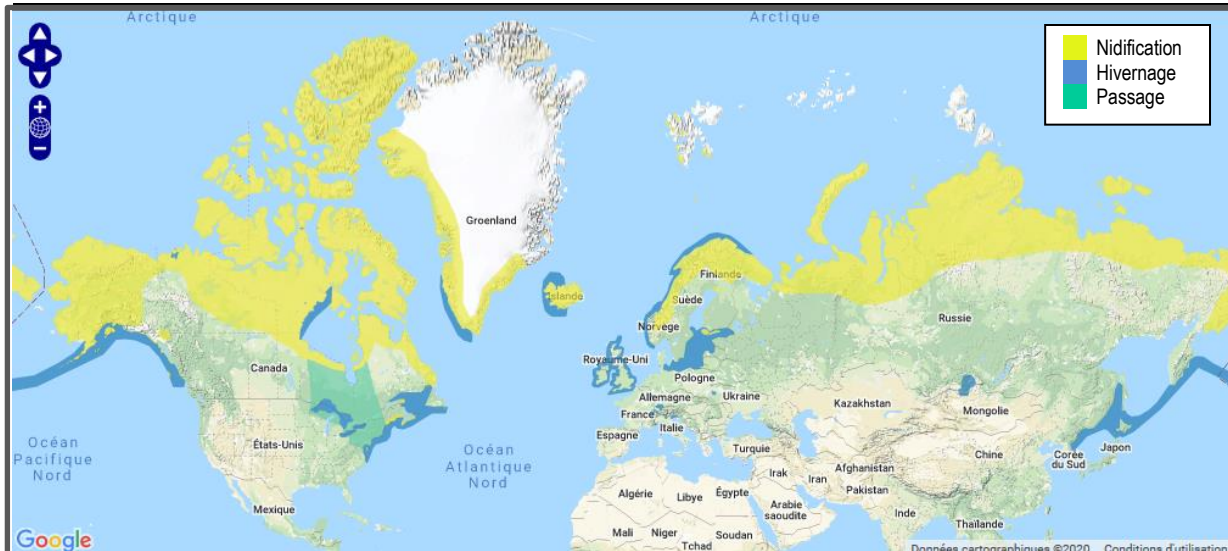 Arctique
Arctique
Nidification
Hivernage
Passage
Groenland
Islande
Finlande
Suède
Norvège
Russie
Canada
Royaume-Uni
Pologne
Allemagne
Ukraine
Kazakhstan
Mongolie
France
Italie
Océan
Pacifique
Nord
États-Unis
Océan
Atlantique
Nord
Espagne
Turquie
Chine
Corée
du Sud
Japon
Irak
Iran
Afghanistan
Pakistan
Algérie
Libye
Égypte
Arabie
saoudite
Inde
Mexique
Thaïlande
Mali
Niger
Soudan
Tchad
Google
Données cartographiques ©2020
Conditions d'utilisation